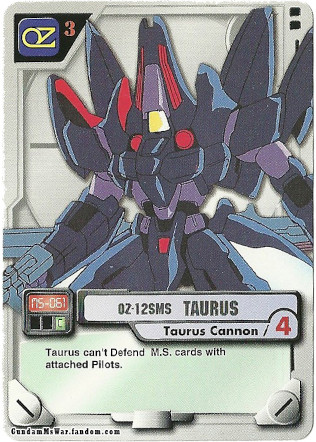 OZ 3
MS-061
C
OZ-12SMS TAURUS
Taurus Cannon / 4
Taurus can't Defend M.S. cards with
attached Pilots.
GundamMsWar.fandom.com